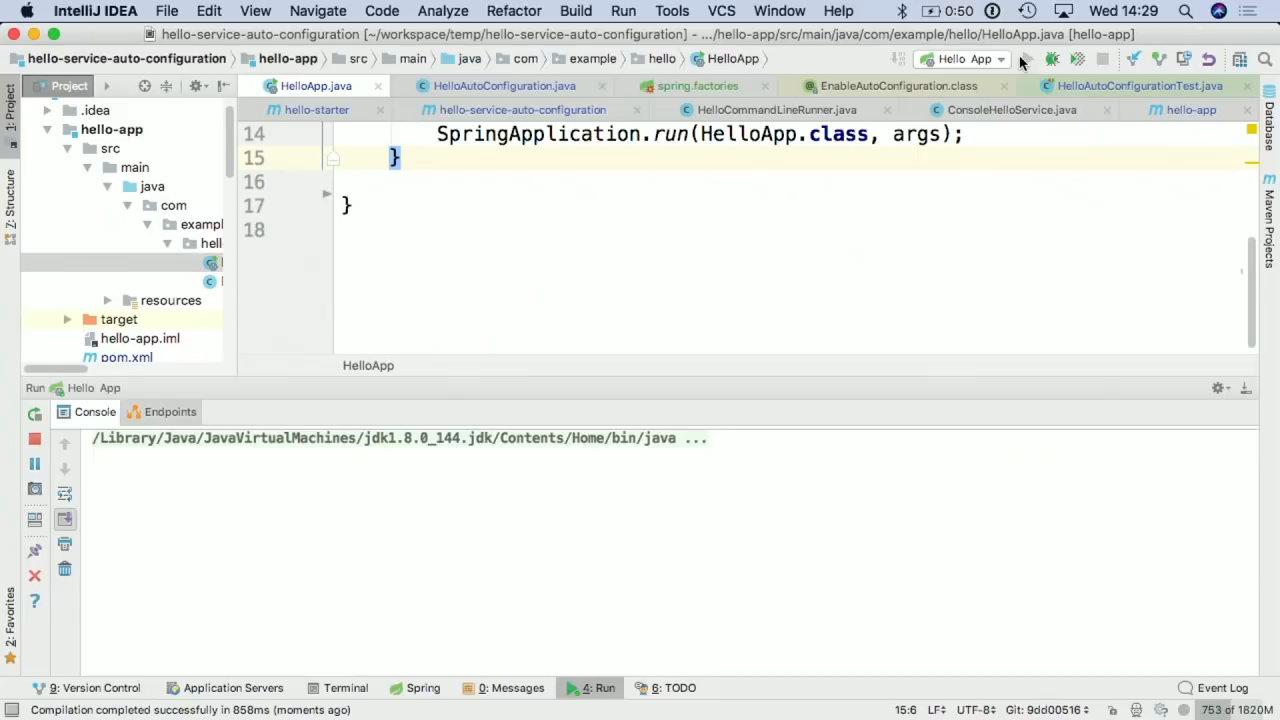 IntelliJ IDEA File Edit View Navigate Code Analyze Refactor Build Run Tools VCS Window Help 0:50 Wed 14:29
hello-service-auto-configuration [~/workspace/temp/hello-service-auto-configuration] - .../hello-app/src/main/java/com/example/hello/HelloApp.java [hello-app]
hello-service-auto-configuration hello-app src main java com example hello HelloApp Hello App
1: Project
Z: Structure
2: Favorites
Project
HelloApp.java HelloAutoConfiguration.java spring.factories EnableAutoConfiguration.class HelloAutoConfigurationTest.java
hello-starter hello-service-auto-configuration HelloCommandLineRunner.java ConsoleHelloService.java hello-app
.idea
hello-app
src
main
java
com
exampl
hell
resources
target
hello-app.iml
pom.xml
14 SpringApplication.run(HelloApp.class, args);
15 }
16
17 }
18
HelloApp
Database
Maven Projects
Run Hello App
Console Endpoints
/Library/Java/JavaVirtualMachines/jdk1.8.0_144.jdk/Contents/Home/bin/java ...
9: Version Control Application Servers Terminal Spring 0: Messages 4: Run 6: TODO Event Log
Compilation completed successfully in 858ms (moments ago) 15:6 LF UTF-8 Git: 9dd00516 753 of 1820M